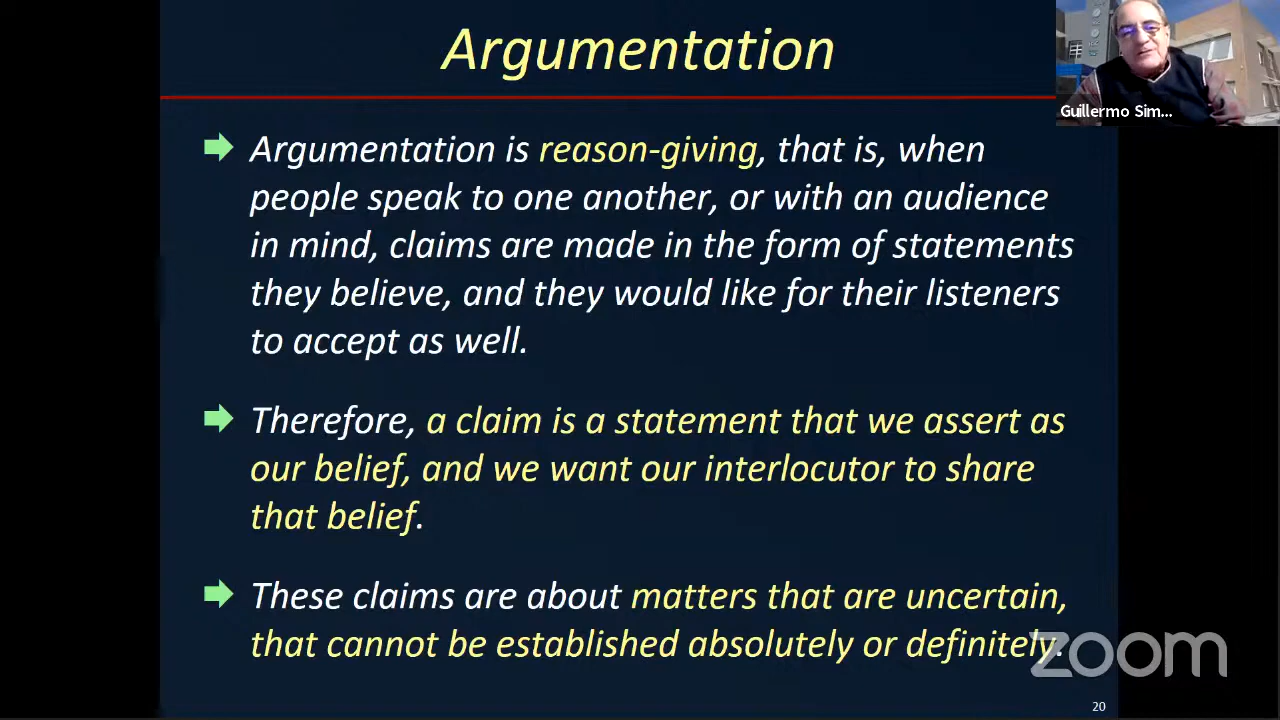 Argumentation
Guillermo Sim...
Argumentation is reason-giving, that is, when
people speak to one another, or with an audience
in mind, claims are made in the form of statements
they believe, and they would like for their listeners
to accept as well.
Therefore, a claim is a statement that we assert as
our belief, and we want our interlocutor to share
that belief.
These claims are about matters that are uncertain,
that cannot be established absolutely or definitely.
zoom
20